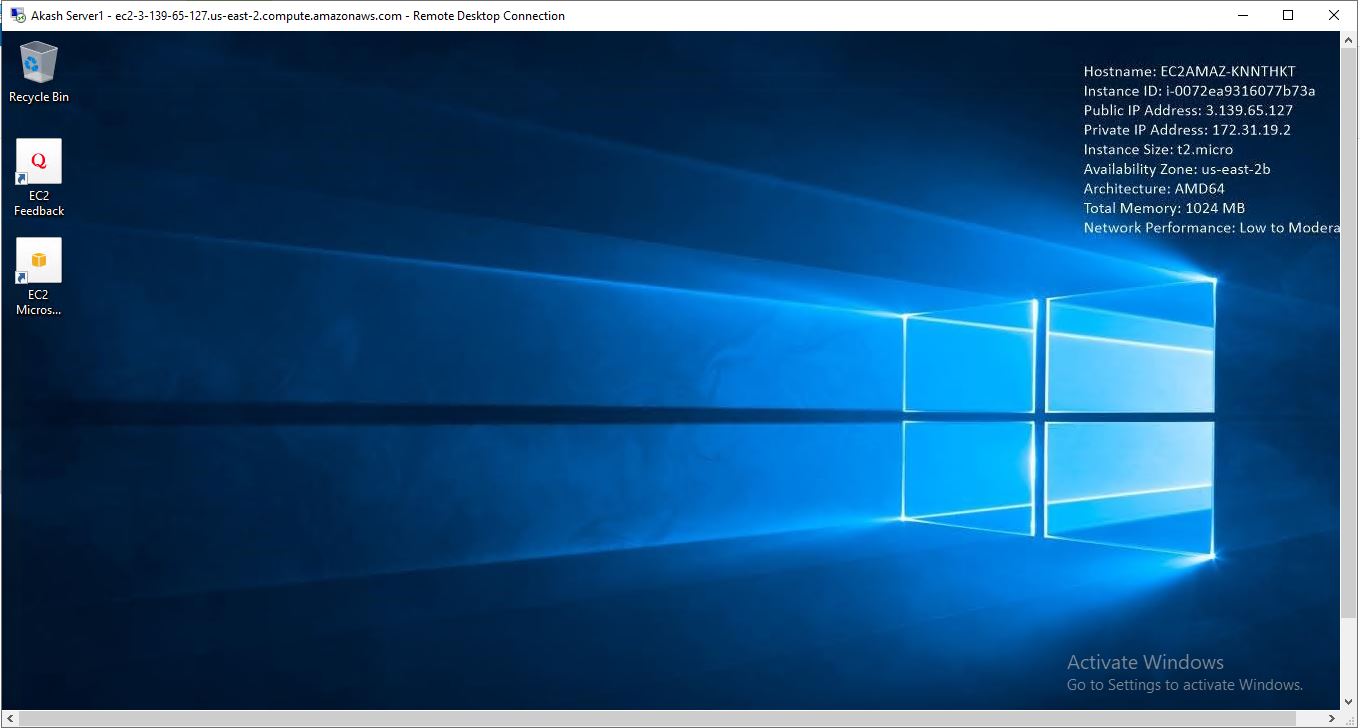 Akash Server1 - ec2-3-139-65-127.us-east-2.compute.amazonaws.com - Remote Desktop Connection
Recycle Bin
Q
EC2
Feedback
EC2
Micros...
Hostname: EC2AMAZ-KNNTHKT
Instance ID: i-0072ea9316077b73a
Public IP Address: 3.139.65.127
Private IP Address: 172.31.19.2
Instance Size: t2.micro
Availability Zone: us-east-2b
Architecture: AMD64
Total Memory: 1024 MB
Network Performance: Low to Modera
Activate Windows
Go to Settings to activate Windows.